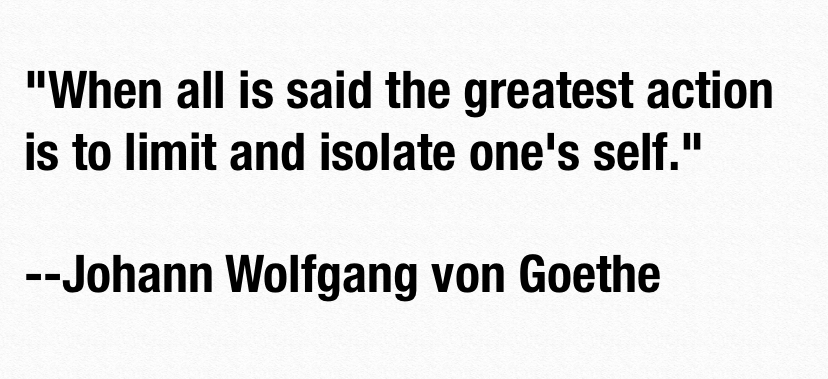 "When all is said the greatest action
is to limit and isolate one's self."
--Johann Wolfgang von Goethe